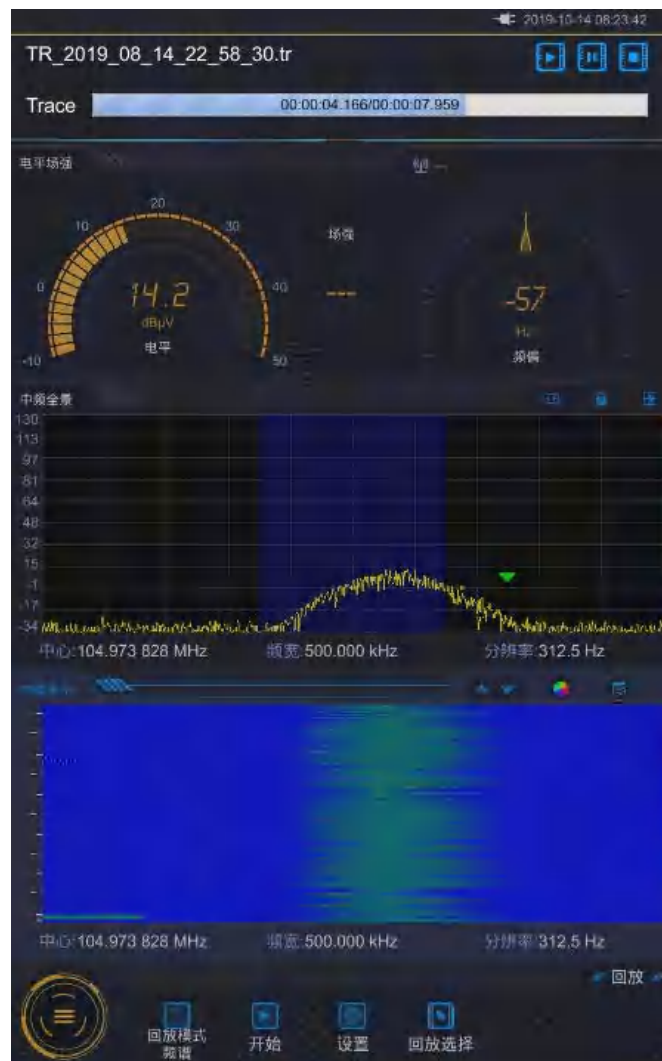 2019-10-14 08:23:42
TR_2019_08_14_22_58_30.tr
Trace 00:00:04.166/00:00:07.959
电平场强
-10 0 10 20 30 40 50
14.2
dBμV
电平
场强
---
-57
Hz
频偏
中频全景
130
113
97
81
64
48
32
15
-1
-17
-34
中心:104.973 828 MHz 频宽:500.000 kHz 分辨率:312.5 Hz
中心:104.973 828 MHz 频宽:500.000 kHz 分辨率:312.5 Hz
回放
回放模式
频谱
开始
设置
回放选择